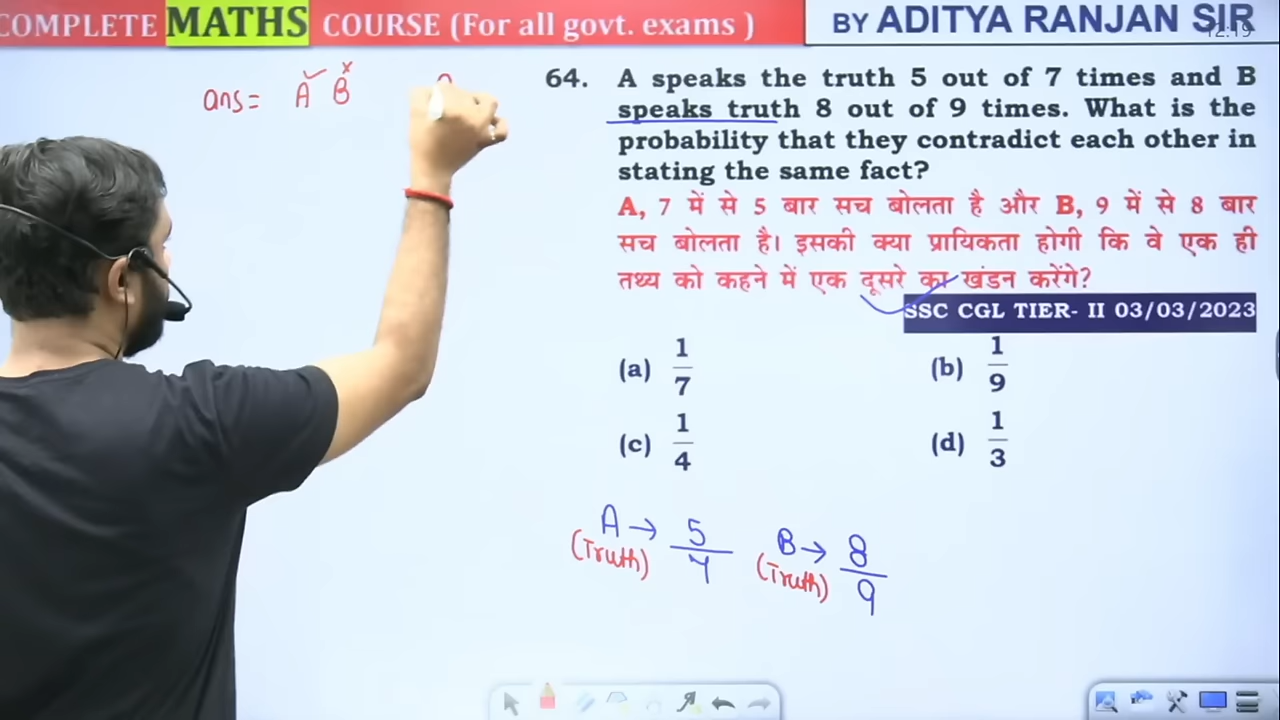 COMPLETE MATHS COURSE (For all govt. exams )
BY ADITYA RANJAN SIR
12:19
ans = A B
64. A speaks the truth 5 out of 7 times and B
speaks truth 8 out of 9 times. What is the
probability that they contradict each other in
stating the same fact?
A, 7 में से 5 बार सच बोलता है और B, 9 में से 8 बार
सच बोलता है। इसकी क्या प्रायिकता होगी कि वे एक ही
तथ्य को कहने में एक दूसरे का खंडन करेंगे?
SSC CGL TIER- II 03/03/2023
(a) 1/7
(b) 1/9
(c) 1/4
(d) 1/3
A → 5/7 B → 8/9
(Truth) (Truth)